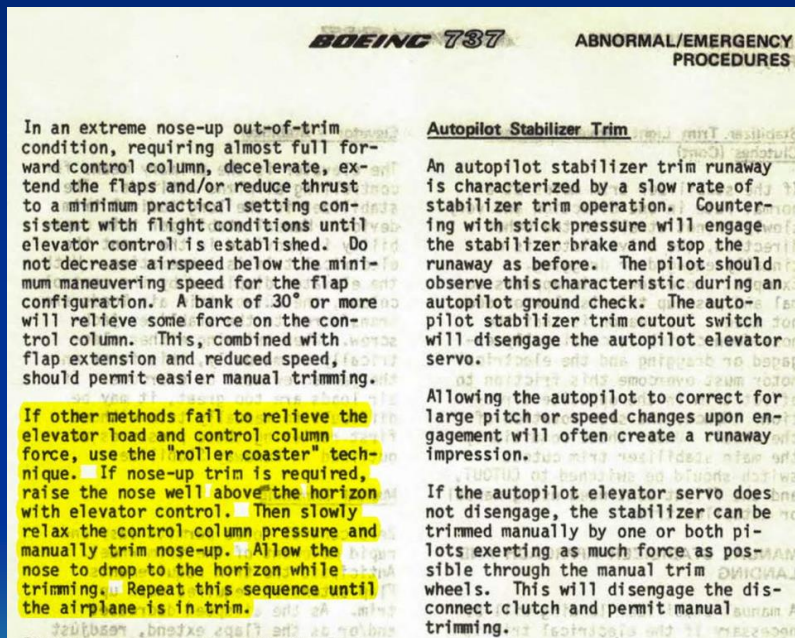 BOEING 737
ABNORMAL/EMERGENCY
PROCEDURES
In an extreme nose-up out-of-trim
condition, requiring almost full for-
ward control column, decelerate, ex-
tend the flaps and/or reduce thrust
to a minimum practical setting con-
sistent with flight conditions until
elevator control is established. Do
not decrease airspeed below the mini-
mum maneuvering speed for the flap
configuration. A bank of 30° or more
will relieve some force on the con-
trol column. This, combined with
flap extension and reduced speed,
should permit easier manual trimming.
If other methods fail to relieve the
elevator load and control column
force, use the "roller coaster" tech-
nique. If nose-up trim is required,
raise the nose well above the horizon
with elevator control. Then slowly
relax the control column pressure and
manually trim nose-up. Allow the
nose to drop to the horizon while
trimming. Repeat this sequence until
the airplane is in trim.
Autopilot Stabilizer Trim
An autopilot stabilizer trim runaway
is characterized by a slow rate of
stabilizer trim operation. Counter-
ing with stick pressure will engage
the stabilizer brake and stop the
runaway as before. The pilot should
observe this characteristic during an
autopilot ground check. The auto-
pilot stabilizer trim cutout switch
will disengage the autopilot elevator
servo.
Allowing the autopilot to correct for
large pitch or speed changes upon en-
gagement will often create a runaway
impression.
If the autopilot elevator servo does
not disengage, the stabilizer can be
trimmed manually by one or both pi-
lots exerting as much force as pos-
sible through the manual trim
wheels. This will disengage the dis-
connect clutch and permit manual
trimming.